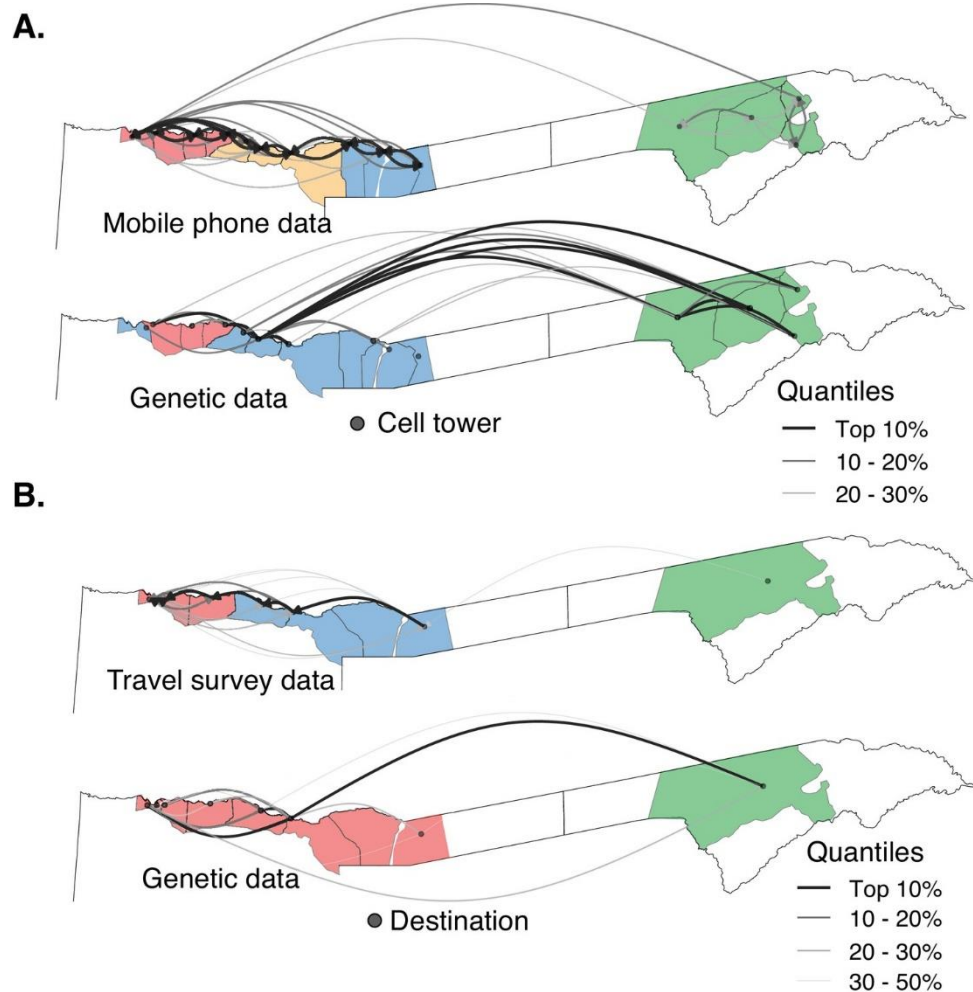 A.
Mobile phone data
Genetic data
Cell tower
Quantiles
Top 10%
10 - 20%
20 - 30%
B.
Travel survey data
Genetic data
Destination
Quantiles
Top 10%
10 - 20%
20 - 30%
30 - 50%